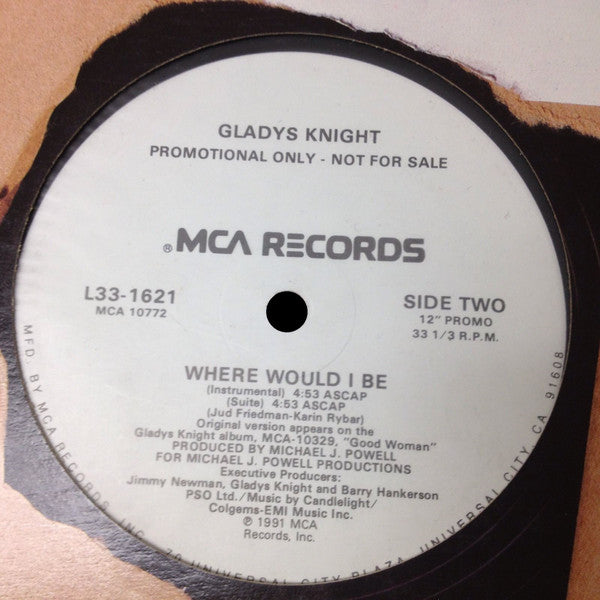 GLADYS KNIGHT
PROMOTIONAL ONLY - NOT FOR SALE
® MCA RECORDS
L33-1621
MCA 10772
SIDE TWO
12" PROMO
33 1/3 R.P.M.
WHERE WOULD I BE
(Instrumental) 4:53 ASCAP
(Suite) 4:53 ASCAP
(Jud Friedman-Karin Rybar)
Original version appears on the
Gladys Knight album, MCA-10329, "Good Woman"
PRODUCED BY MICHAEL J. POWELL
FOR MICHAEL J. POWELL PRODUCTIONS
Executive Producers:
Jimmy Newman, Gladys Knight and Barry Hankerson
PSO Ltd./Music by Candlelight/
Colgems-EMI Music Inc.
℗ 1991 MCA
Records, Inc.
MFD. BY MCA RECORDS, INC., 70 UNIVERSAL CITY PLAZA, UNIVERSAL CITY, CA. 91608